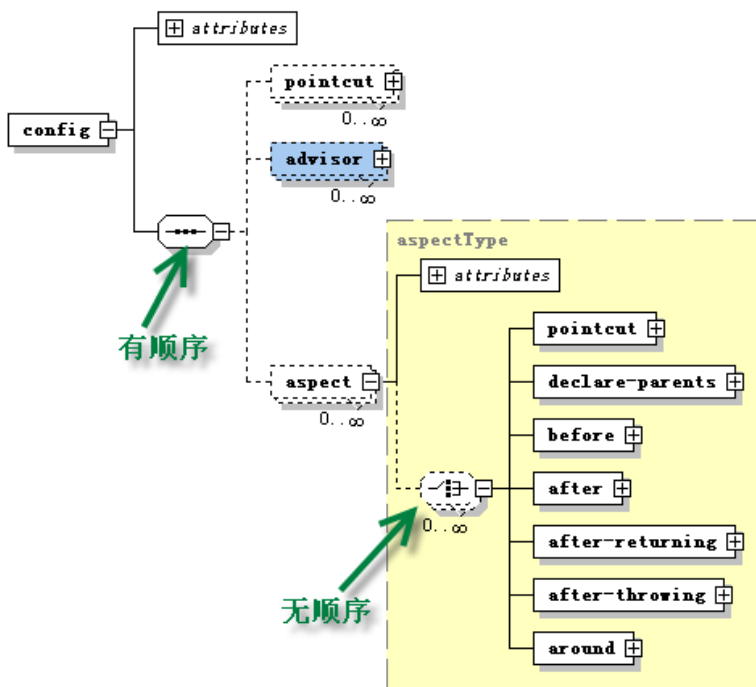 attributes
pointcut
0..∞
config
advisor
0..∞
有顺序
aspectType
attributes
pointcut
aspect
0..∞
declare-parents
before
after
0..∞
after-returning
无顺序
after-throwing
around